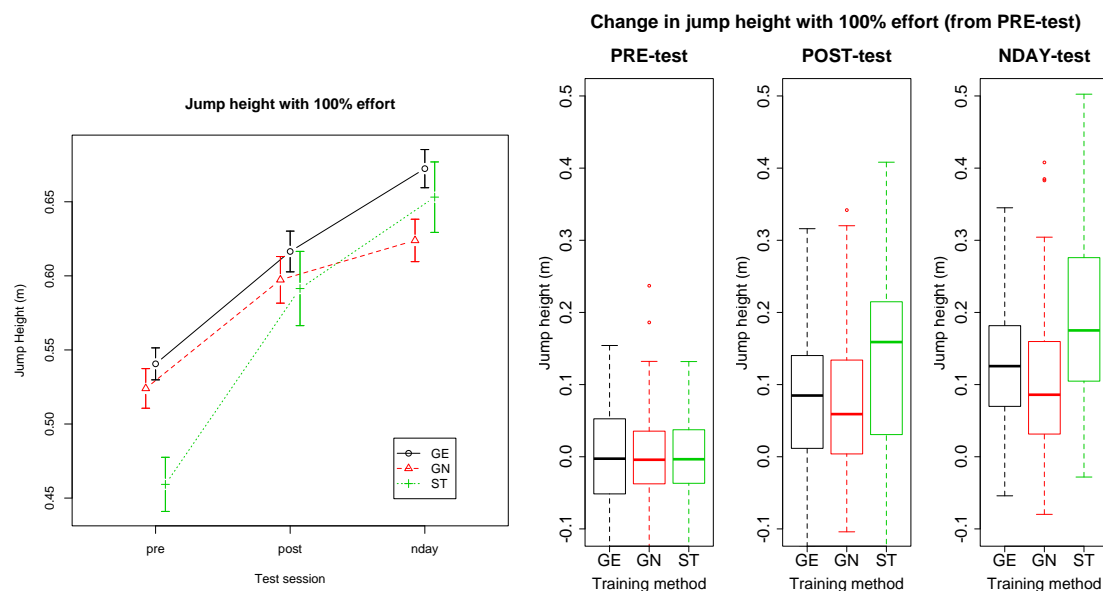 Jump height with 100% effort
Jump Height (m)
0.65
0.60
0.55
0.50
0.45
GE
GN
ST
pre
post
nday
Test session
Change in jump height with 100% effort (from PRE-test)
PRE-test
Jump height (m)
0.5
0.4
0.3
0.2
0.1
0.0
-0.1
GE GN ST
Training method
POST-test
Jump height (m)
0.5
0.4
0.3
0.2
0.1
0.0
-0.1
GE GN ST
Training method
NDAY-test
Jump height (m)
0.5
0.4
0.3
0.2
0.1
0.0
-0.1
GE GN ST
Training method